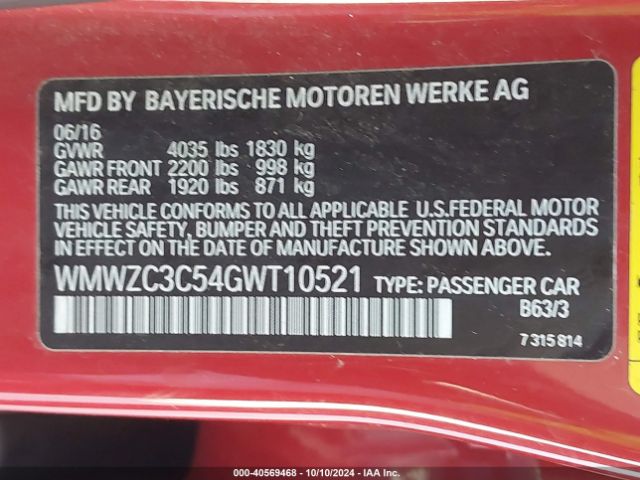 MFD BY BAYERISCHE MOTOREN WERKE AG
06/16
GVWR 4035 lbs 1830 kg
GAWR FRONT 2200 lbs 998 kg
GAWR REAR 1920 lbs 871 kg
THIS VEHICLE CONFORMS TO ALL APPLICABLE U.S.FEDERAL MOTOR
VEHICLE SAFETY, BUMPER AND THEFT PREVENTION STANDARDS
IN EFFECT ON THE DATE OF MANUFACTURE SHOWN ABOVE.
WMWZC3C54GWT10521 TYPE: PASSENGER CAR
B63/3
7 315 814
000-40569468 - 10/10/2024 - IAAI.com